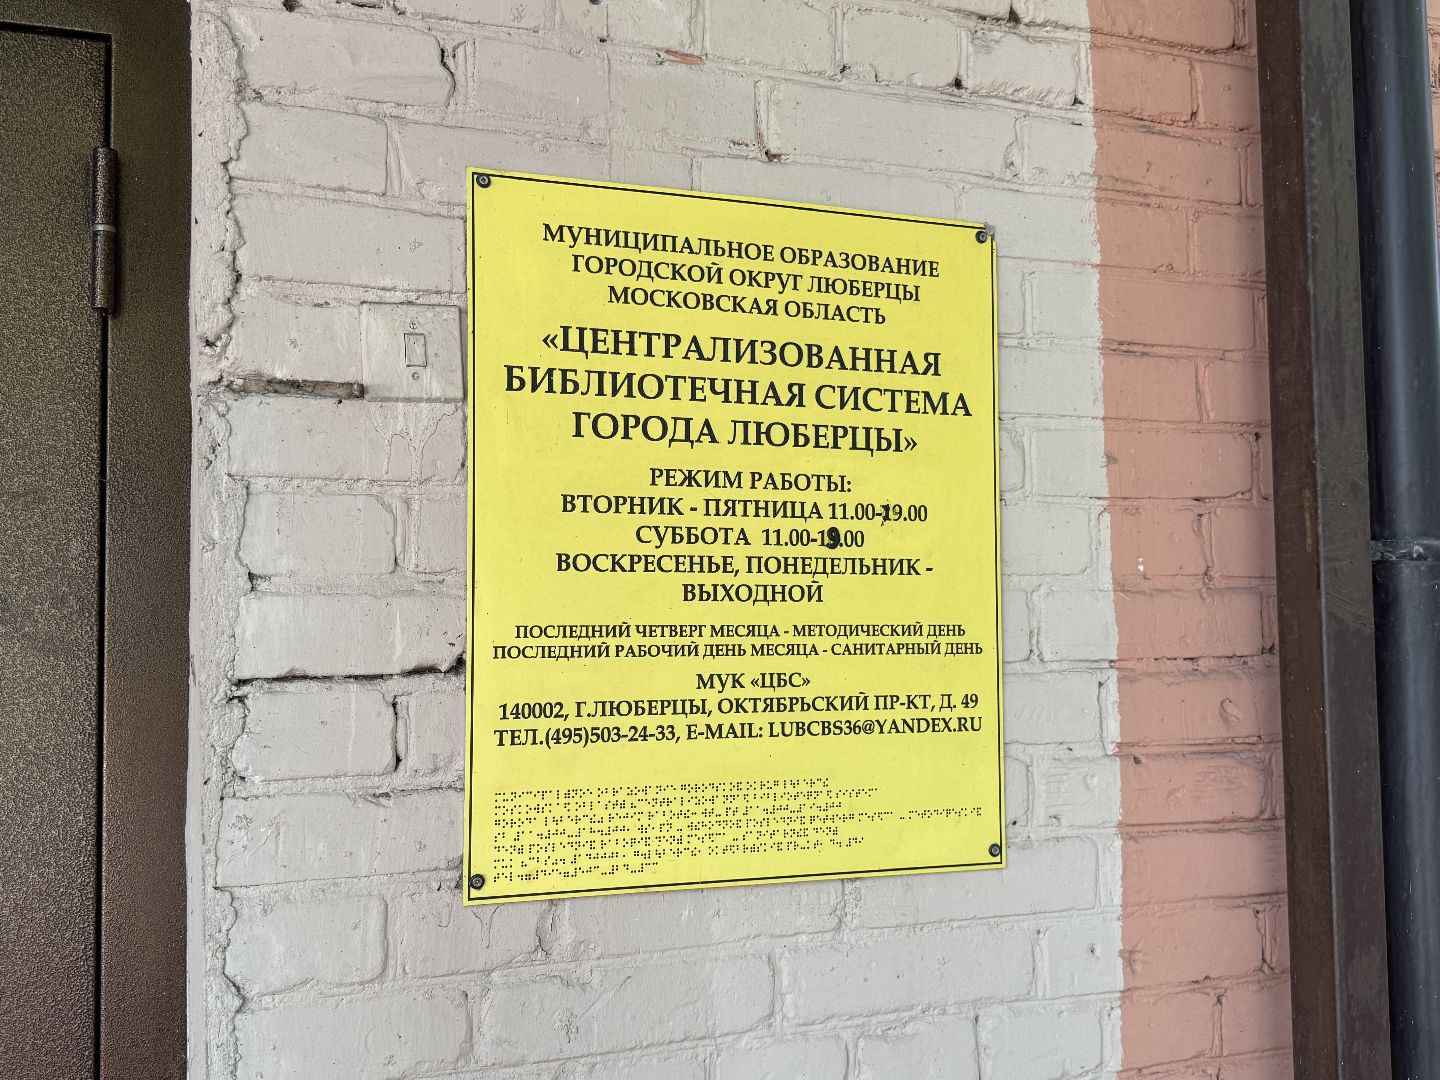 МУНИЦИПАЛЬНОЕ ОБРАЗОВАНИЕ
ГОРОДСКОЙ ОКРУГ ЛЮБЕРЦЫ
МОСКОВСКАЯ ОБЛАСТЬ
«ЦЕНТРАЛИЗОВАННАЯ
БИБЛИОТЕЧНАЯ СИСТЕМА
ГОРОДА ЛЮБЕРЦЫ»
РЕЖИМ РАБОТЫ:
ВТОРНИК - ПЯТНИЦА 11.00-19.00
СУББОТА 11.00-19.00
ВОСКРЕСЕНЬЕ, ПОНЕДЕЛЬНИК -
ВЫХОДНОЙ
ПОСЛЕДНИЙ ЧЕТВЕРГ МЕСЯЦА - МЕТОДИЧЕСКИЙ ДЕНЬ
ПОСЛЕДНИЙ РАБОЧИЙ ДЕНЬ МЕСЯЦА - САНИТАРНЫЙ ДЕНЬ
МУК «ЦБС»
140002, Г.ЛЮБЕРЦЫ, ОКТЯБРЬСКИЙ ПР-КТ, Д. 49
ТЕЛ.(495)503-24-33, E-MAIL: LUBCBS36@YANDEX.RU